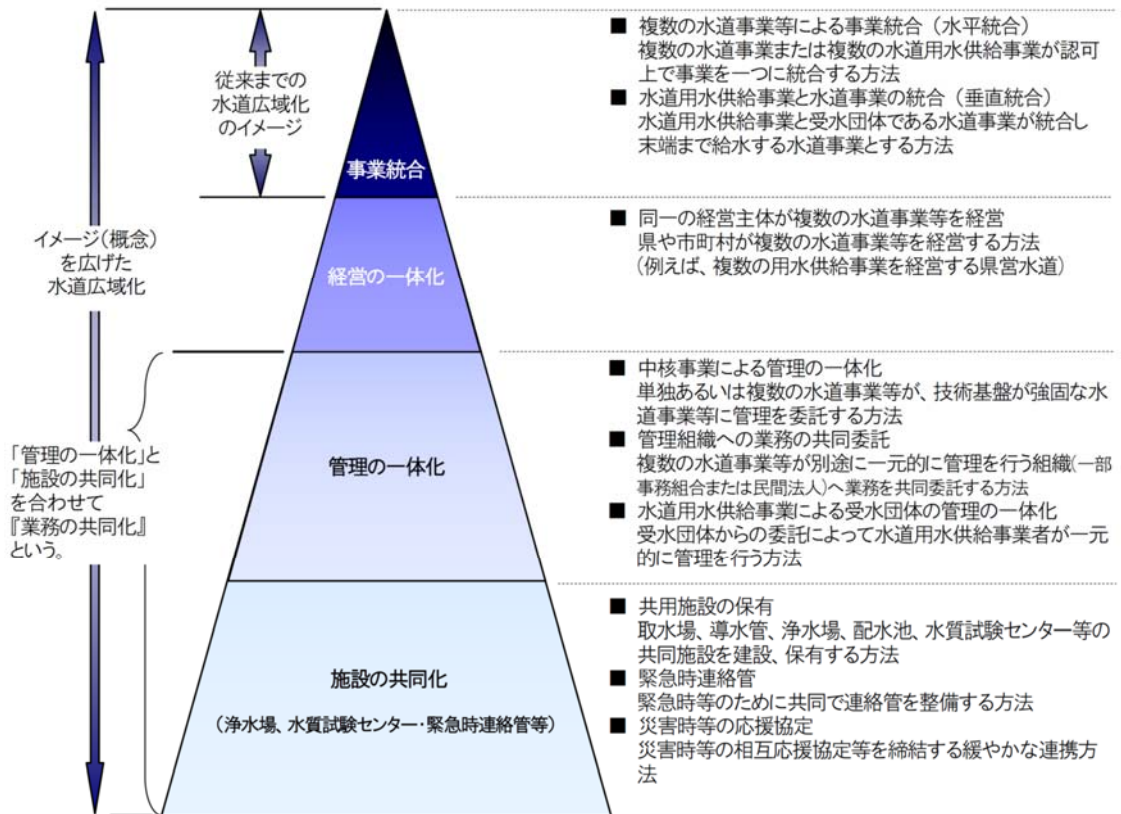 従来までの
水道広域化
のイメージ
イメージ(概念)
を広げた
水道広域化
「管理の一体化」と
「施設の共同化」
を合わせて
『業務の共同化』
という。
事業統合
経営の一体化
管理の一体化
施設の共同化
（浄水場、水質試験センター・緊急時連絡管等）
■ 複数の水道事業等による事業統合（水平統合）
複数の水道事業または複数の水道用水供給事業が認可
上で事業を一つに統合する方法
■ 水道用水供給事業と水道事業の統合（垂直統合）
水道用水供給事業と受水団体である水道事業が統合し
末端まで給水する水道事業とする方法
■ 同一の経営主体が複数の水道事業等を経営
県や市町村が複数の水道事業等を経営する方法
(例えば、複数の用水供給事業を経営する県営水道)
■ 中核事業による管理の一体化
単独あるいは複数の水道事業等が、技術基盤が強固な水
道事業等に管理を委託する方法
■ 管理組織への業務の共同委託
複数の水道事業等が別途に一元的に管理を行う組織(一部
事務組合または民間法人)へ業務を共同委託する方法
■ 水道用水供給事業による受水団体の管理の一体化
受水団体からの委託によって水道用水供給事業者が一元
的に管理を行う方法
■ 共用施設の保有
取水場、導水管、浄水場、配水池、水質試験センター等の
共同施設を建設、保有する方法
■ 緊急時連絡管
緊急時等のために共同で連絡管を整備する方法
■ 災害時等の応援協定
災害時等の相互応援協定等を締結する緩やかな連携方
法